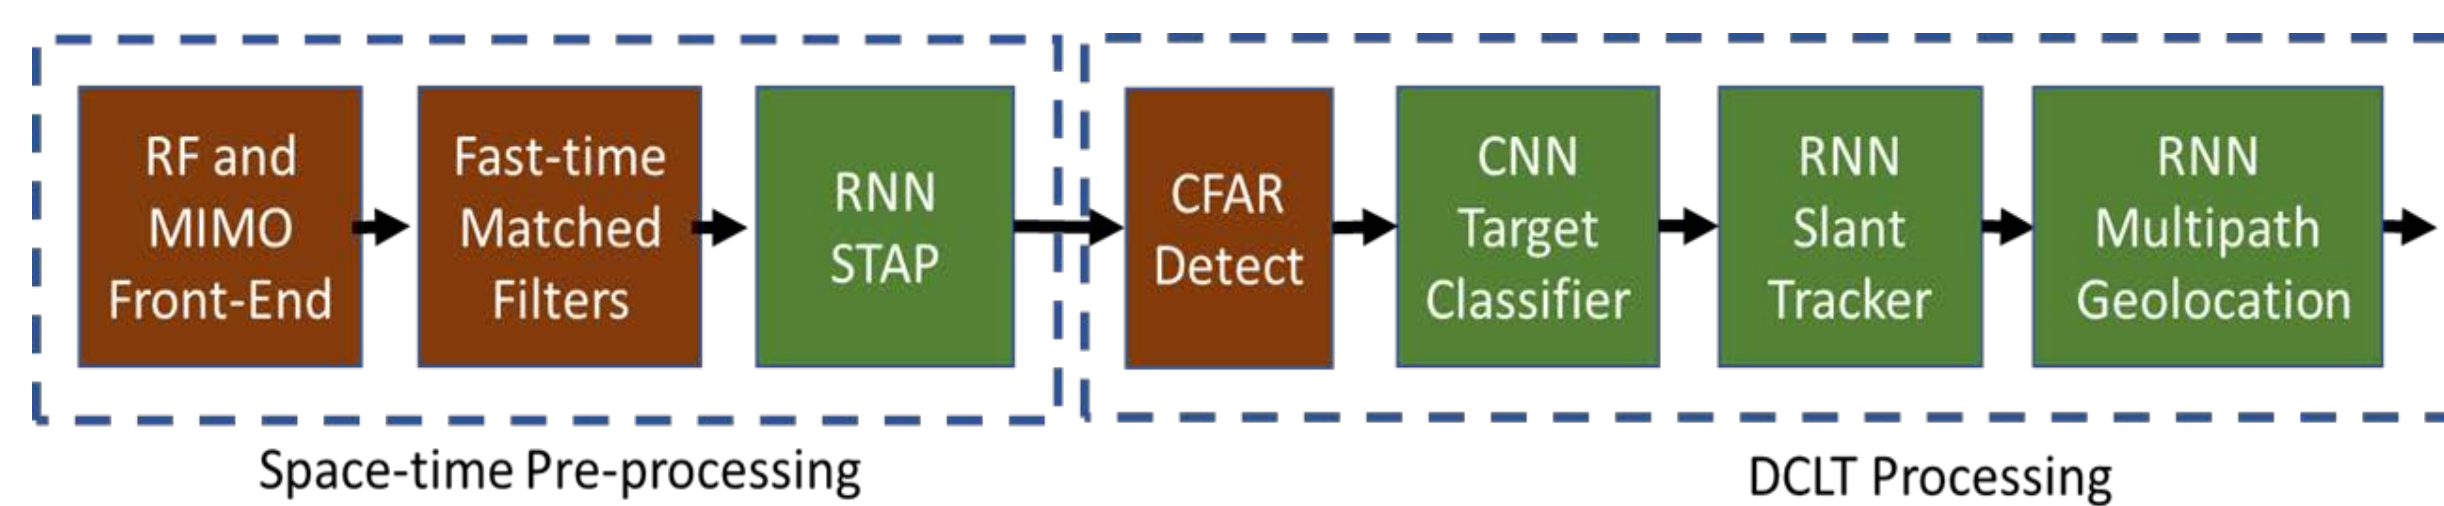 RF and
MIMO
Front-End
Fast-time
Matched
Filters
RNN
STAP
CFAR
Detect
CNN
Target
Classifier
RNN
Slant
Tracker
RNN
Multipath
Geolocation
Space-time Pre-processing
DCLT Processing